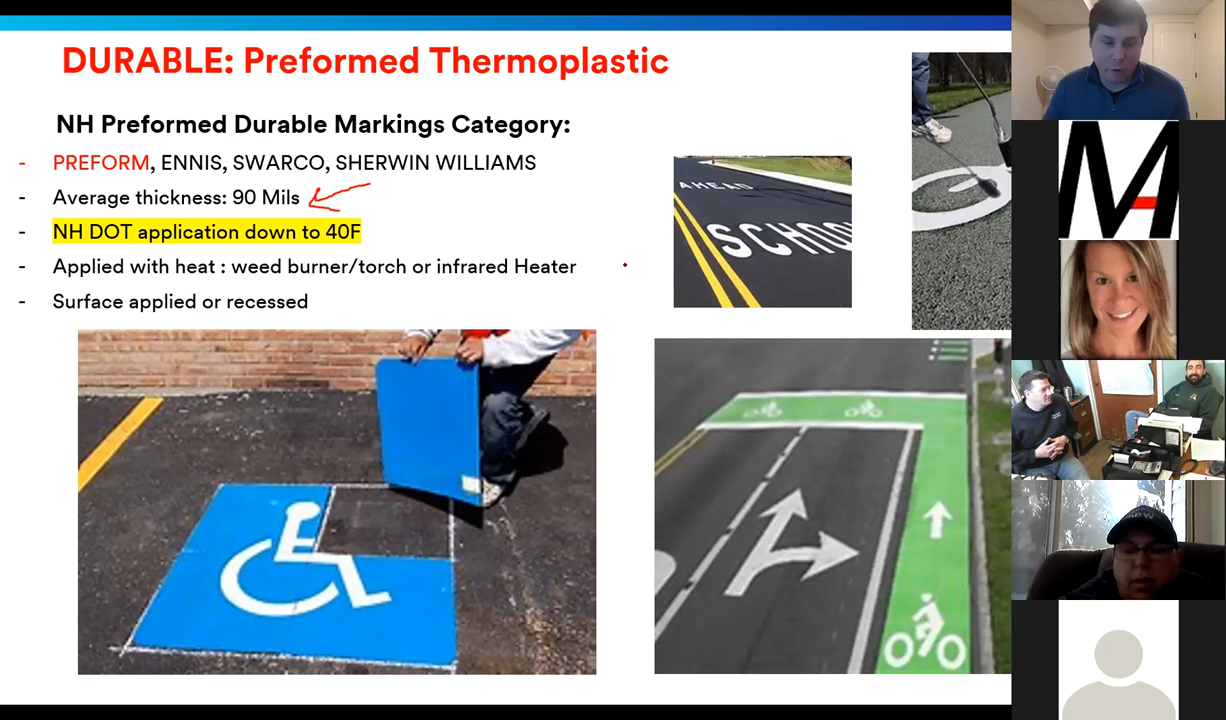 DURABLE: Preformed Thermoplastic
NH Preformed Durable Markings Category:
- PREFORM, ENNIS, SWARCO, SHERWIN WILLIAMS
- Average thickness: 90 Mils
- NH DOT application down to 40F
- Applied with heat : weed burner/torch or infrared Heater
- Surface applied or recessed
AHEAD
SCHOO
MA